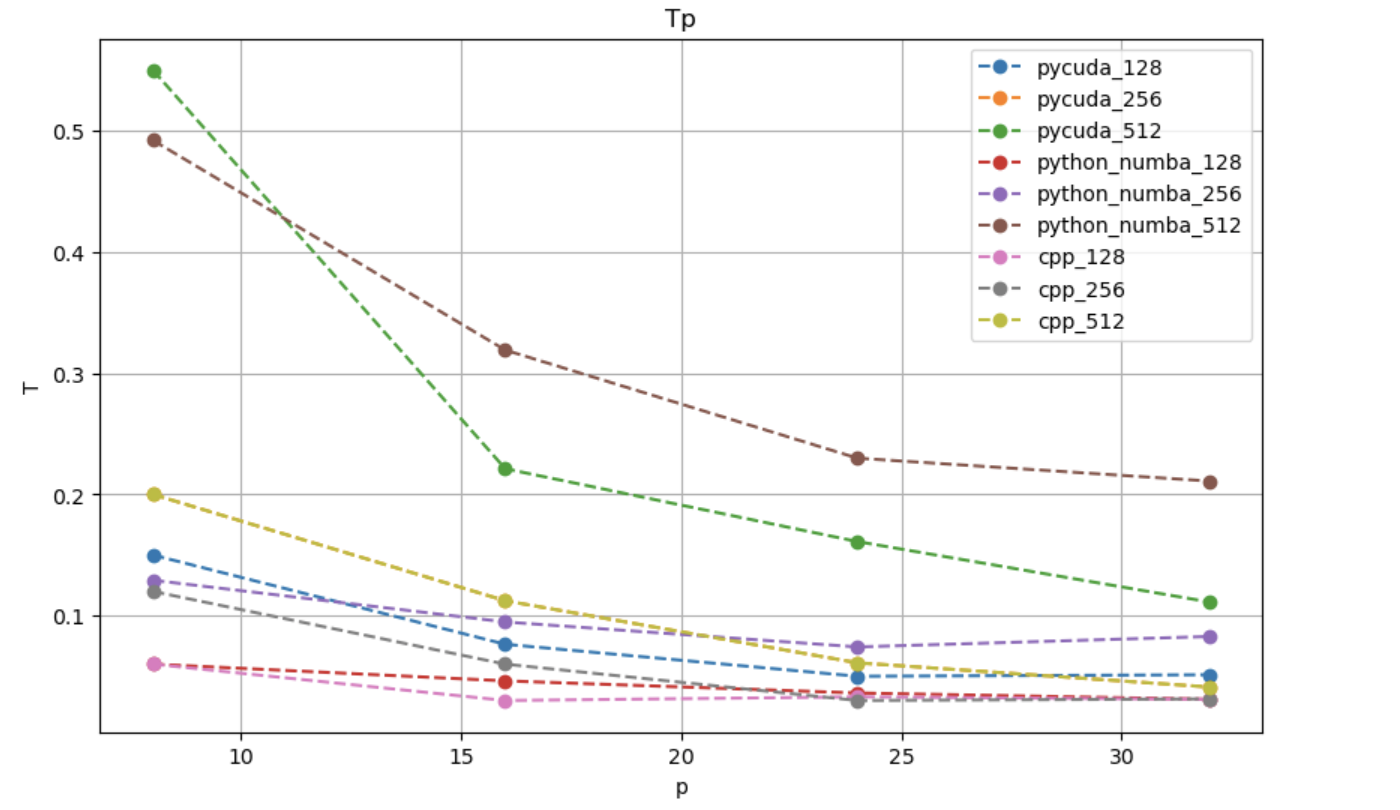 Tp
pycuda_128
pycuda_256
pycuda_512
python_numba_128
python_numba_256
python_numba_512
cpp_128
cpp_256
cpp_512
0.5
0.4
0.3
0.2
0.1
T
10 15 20 25 30
p